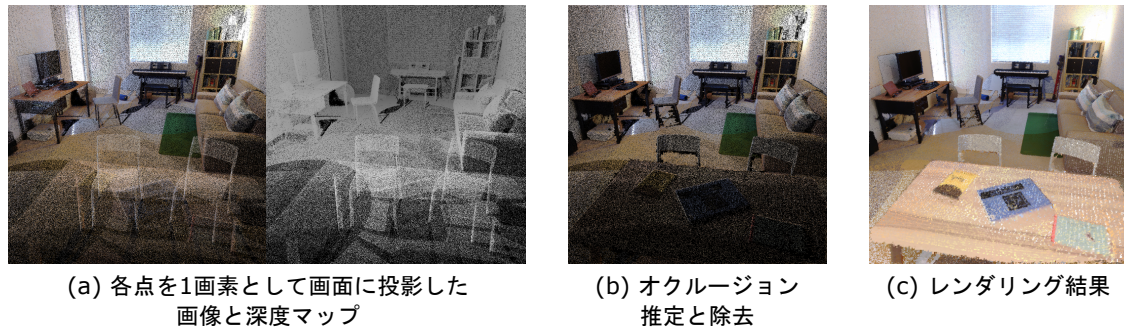 (a) 各点を1画素として画面に投影した
画像と深度マップ
(b) オクルージョン
推定と除去
(c) レンダリング結果